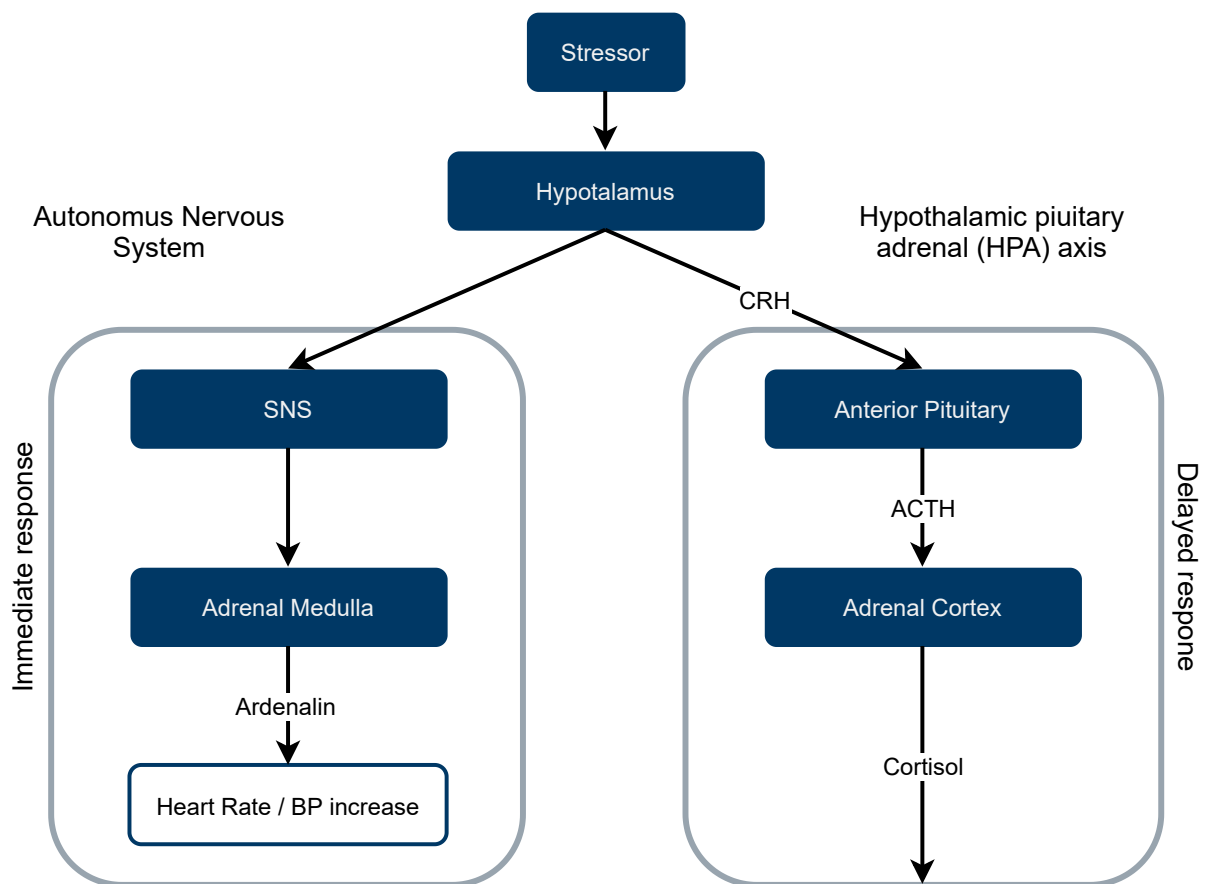 Stressor
Hypotalamus
Autonomus Nervous
System
Hypothalamic piuitary
adrenal (HPA) axis
CRH
SNS
Anterior Pituitary
Immediate response
Delayed respone
ACTH
Adrenal Medulla
Adrenal Cortex
Ardenalin
Cortisol
Heart Rate / BP increase